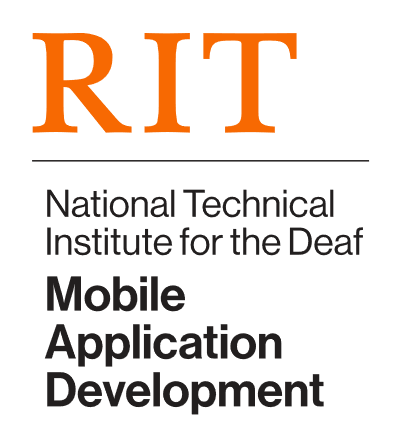 RIT
National Technical
Institute for the Deaf
Mobile
Application
Development